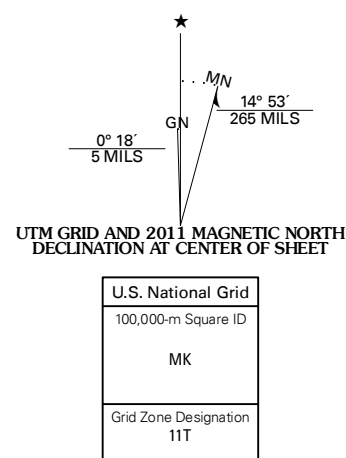 ★
MN
GN
14° 53´
265 MILS
0° 18´
5 MILS
UTM GRID AND 2011 MAGNETIC NORTH
DECLINATION AT CENTER OF SHEET
U.S. National Grid
100,000-m Square ID
MK
Grid Zone Designation
11T